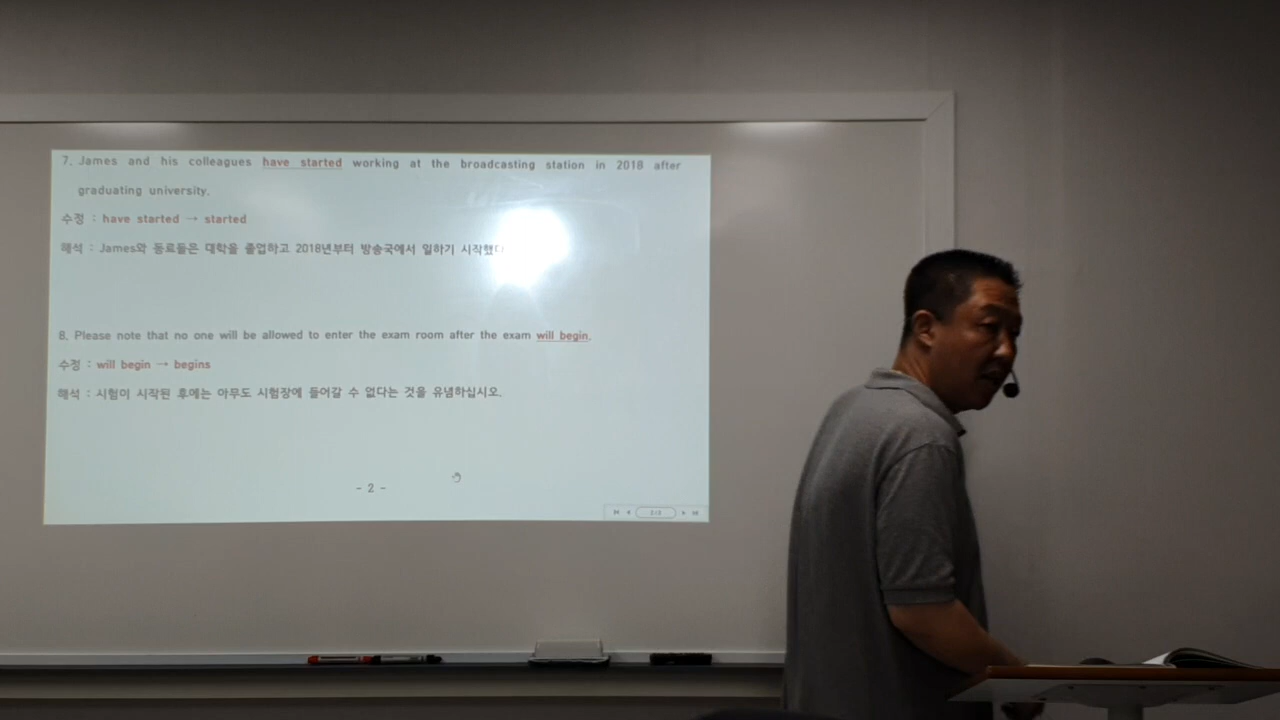 7. James and his colleagues have started working at the broadcasting station in 2018 after
graduating university.
수정 : have started → started
해석 : James와 동료들은 대학을 졸업하고 2018년부터 방송국에서 일하기 시작했다
8. Please note that no one will be allowed to enter the exam room after the exam will begin.
수정 : will begin → begins
해석 : 시험이 시작된 후에는 아무도 시험장에 들어갈 수 없다는 것을 유념하십시오.
- 2 -